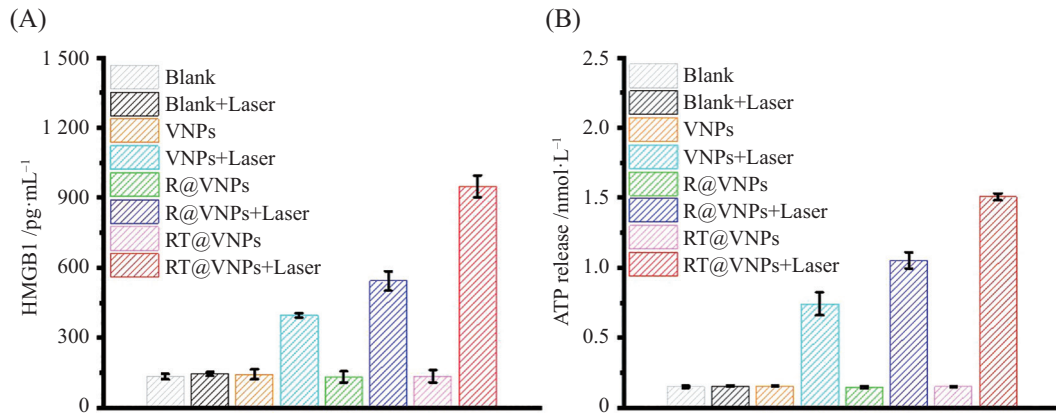 (A)
1 500
1 200
900
600
300
0
HMGB1 /pg·mL⁻¹
Blank
Blank+Laser
VNPs
VNPs+Laser
R@VNPs
R@VNPs+Laser
RT@VNPs
RT@VNPs+Laser
(B)
2.5
2.0
1.5
1.0
0.5
0
ATP release /nmol·L⁻¹
Blank
Blank+Laser
VNPs
VNPs+Laser
R@VNPs
R@VNPs+Laser
RT@VNPs
RT@VNPs+Laser